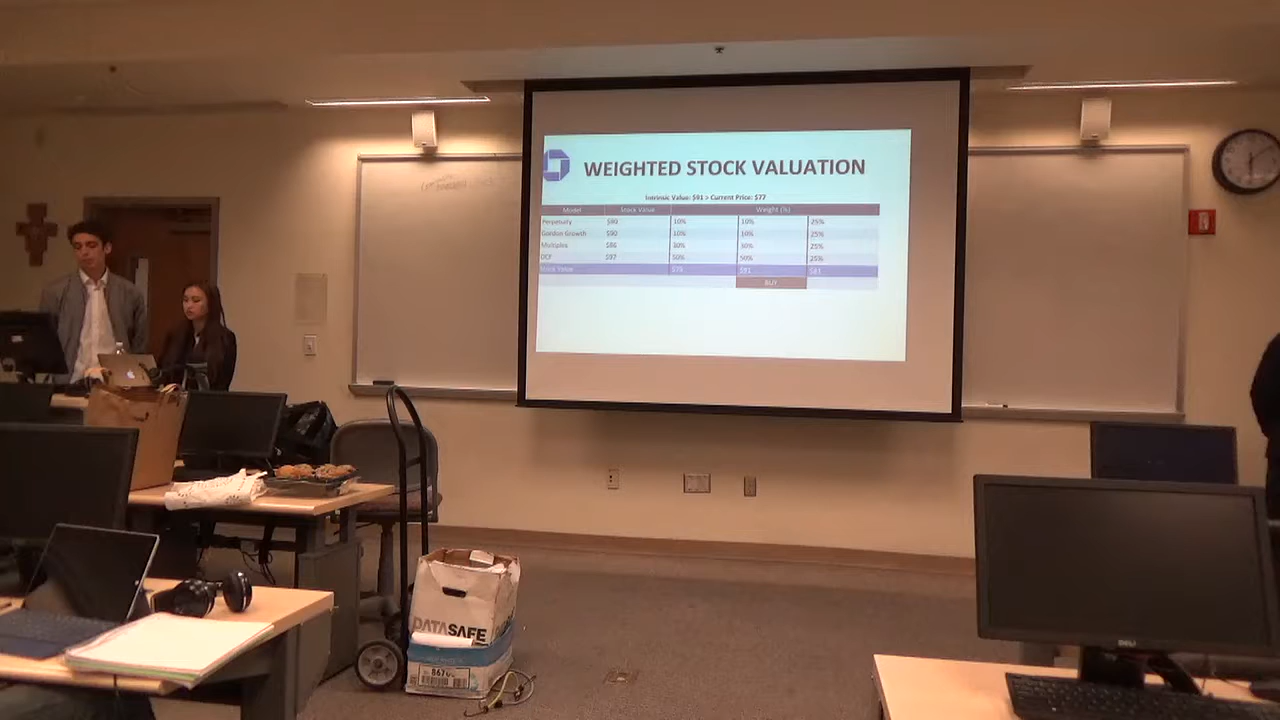 WEIGHTED STOCK VALUATION
Intrinsic Value: $91 > Current Price: $77
Model Stock Value Weight (%)
Perpetuity 10% 10% 25%
Gordon Growth $90 10% 10% 25%
Multiples $86 30% 30% 25%
DCF $97 50% 50% 25%
Stock Value $91
BUY
DATASAFE
DELL